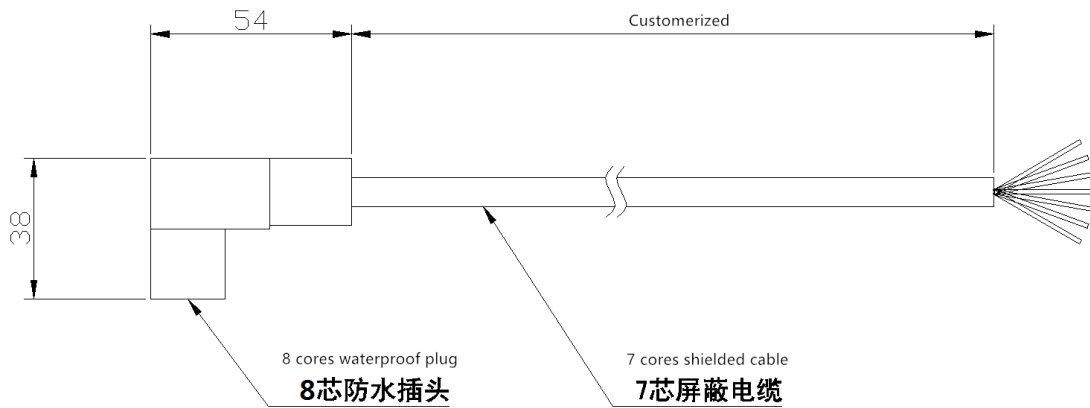 54
Customerized
38
8 cores waterproof plug
8芯防水插头
7 cores shielded cable
7芯屏蔽电缆